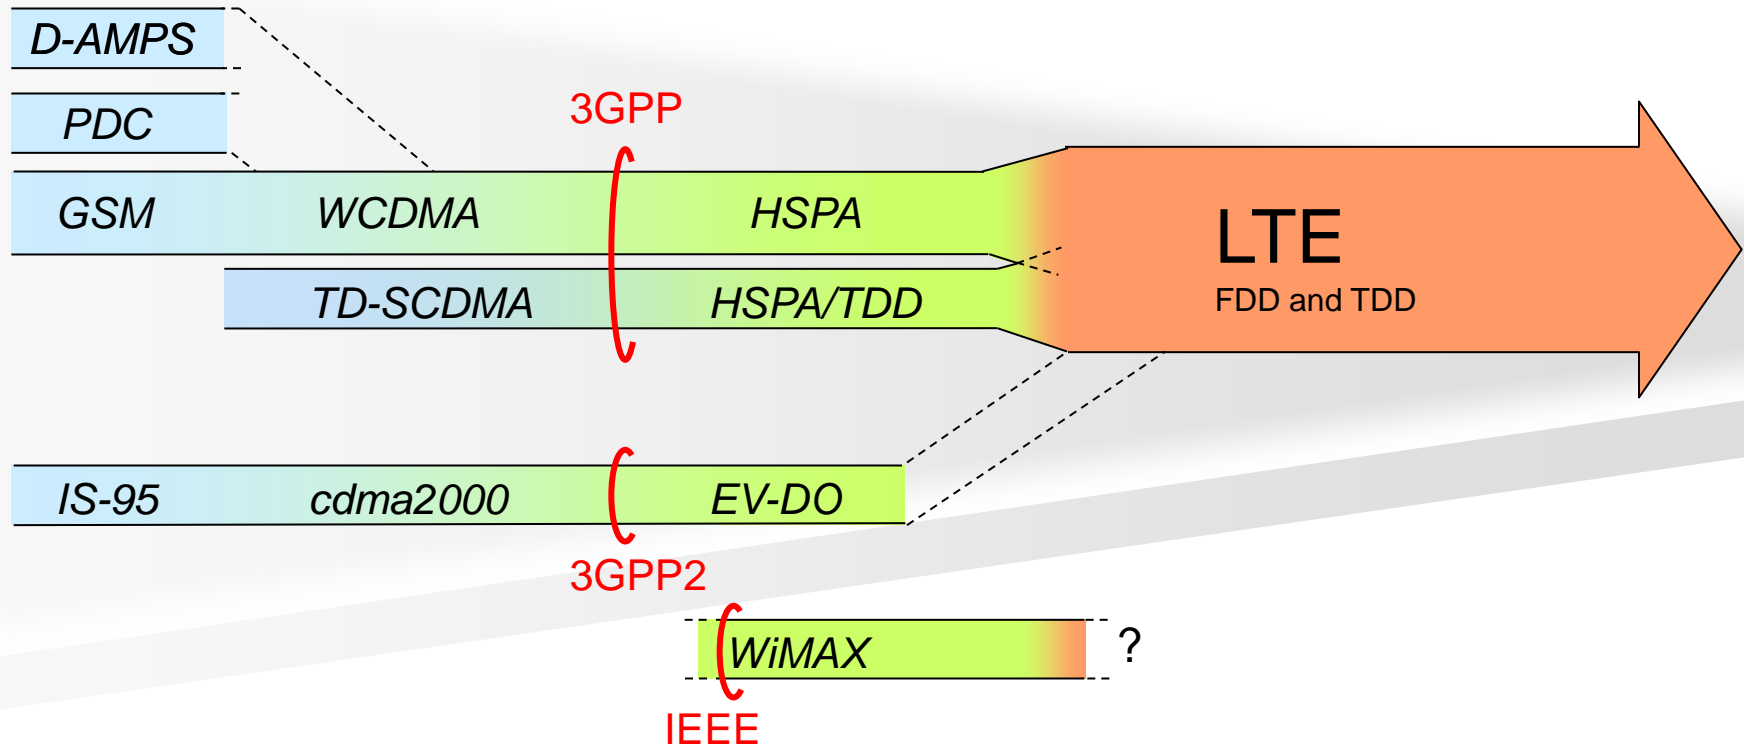 D-AMPS
PDC
3GPP
GSM WCDMA HSPA
LTE
TD-SCDMA HSPA/TDD
FDD and TDD
IS-95 cdma2000 EV-DO
3GPP2
WiMAX ?
IEEE